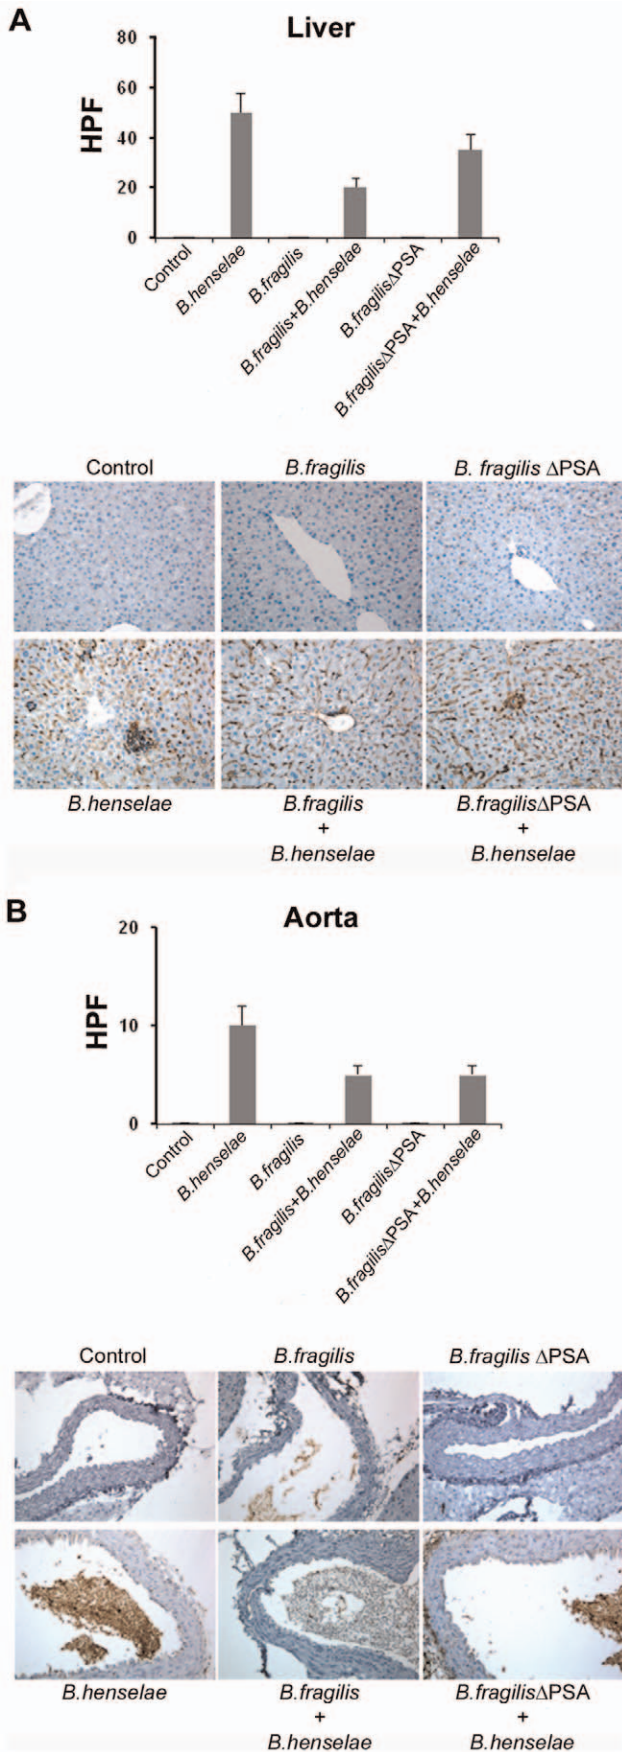 A
Liver
HPF
80
60
40
20
0
Control
B.henselae
B.fragilis
B.fragilis+B.henselae
B.fragilisΔPSA
B.fragilisΔPSA+B.henselae
Control B.fragilis B. fragilis ΔPSA
B.henselae B.fragilis B.fragilisΔPSA
+ +
B.henselae B.henselae
B
Aorta
HPF
20
10
0
Control
B.henselae
B.fragilis
B.fragilis+B.henselae
B.fragilisΔPSA
B.fragilisΔPSA+B.henselae
Control B.fragilis B.fragilis ΔPSA
B.henselae B.fragilis B.fragilisΔPSA
+ +
B.henselae B.henselae